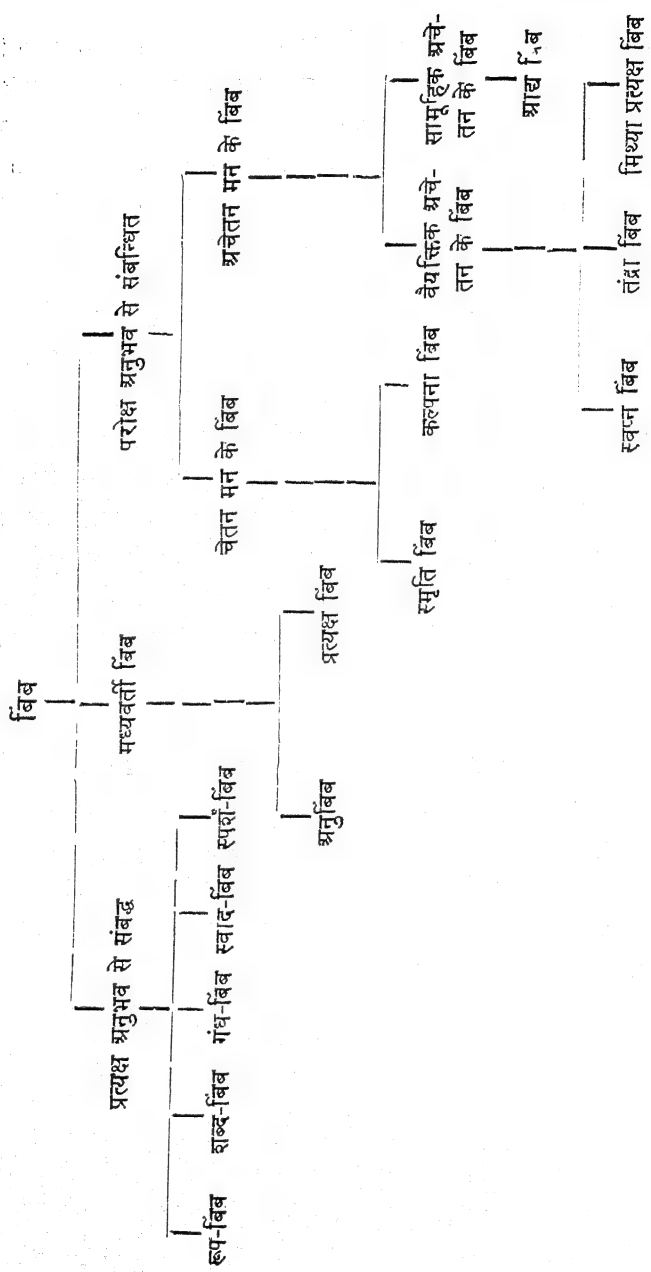 बिंब
प्रत्यक्ष अनुभव से संबद्ध
मध्यवर्ती बिंब
परोक्ष अनुभव से संबन्धित
रूप-बिंब
शब्द-बिंब
गंध-बिंब
स्वाद-बिंब
स्पर्श-बिंब
अनुबिंब
प्रत्यक्ष बिंब
चेतन मन के बिंब
अचेतन मन के बिंब
स्मृति बिंब
कल्पना बिंब
वैयक्तिक अचे-
तन के बिंब
सामूहिक अचे-
तन के बिंब
आद्य बिंब
स्वप्न बिंब
तंद्रा बिंब
मिथ्या प्रत्यक्ष बिंब